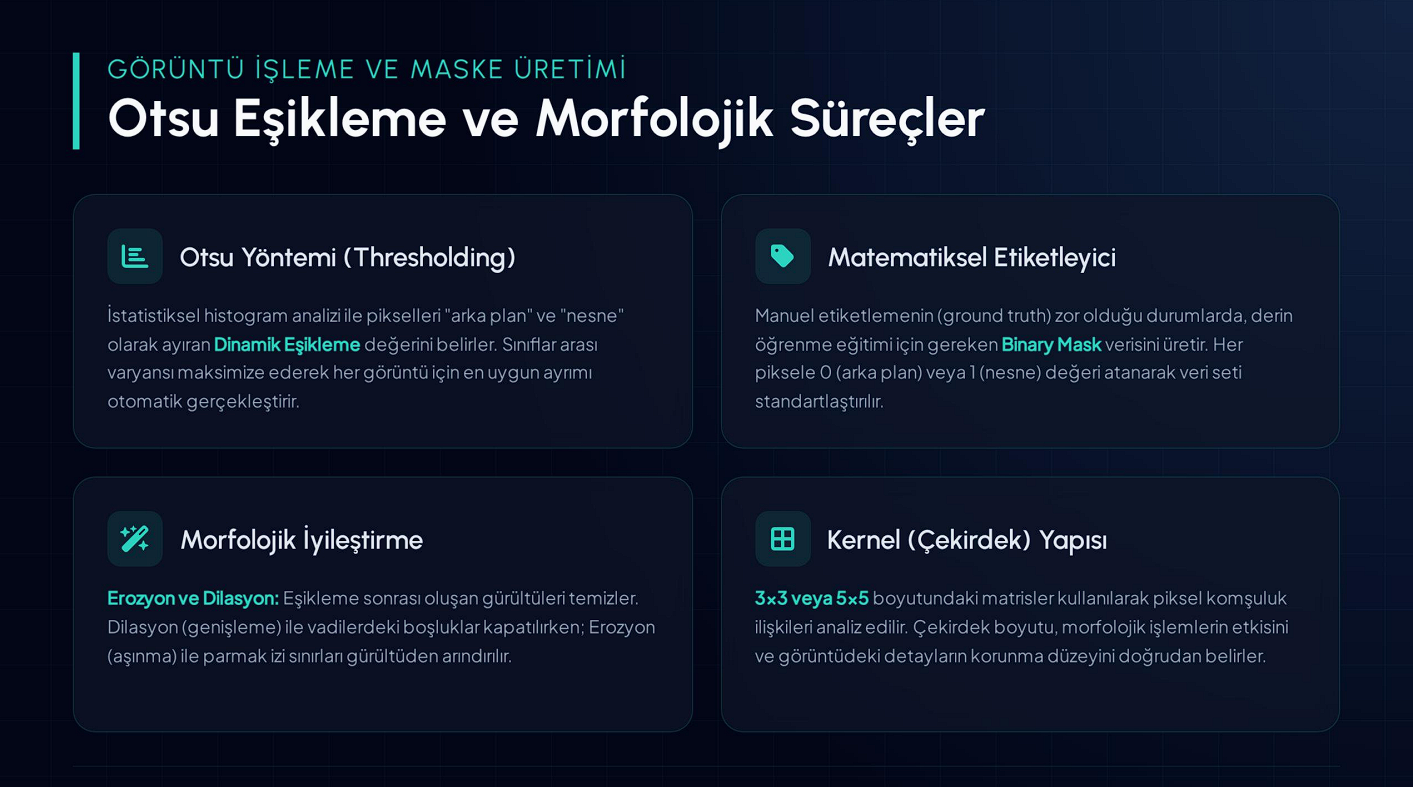 GÖRÜNTÜ İŞLEME VE MASKE ÜRETİMİ
Otsu Eşikleme ve Morfolojik Süreçler
Otsu Yöntemi (Thresholding)
İstatistiksel histogram analizi ile pikselleri "arka plan" ve "nesne"
olarak ayıran Dinamik Eşikleme değerini belirler. Sınıflar arası
varyansı maksimize ederek her görüntü için en uygun ayrımı
otomatik gerçekleştirir.
Matematiksel Etiketleyici
Manuel etiketlemenin (ground truth) zor olduğu durumlarda, derin
öğrenme eğitimi için gereken Binary Mask verisini üretir. Her
piksele 0 (arka plan) veya 1 (nesne) değeri atanarak veri seti
standartlaştırılır.
Morfolojik İyileştirme
Erozyon ve Dilasyon: Eşikleme sonrası oluşan gürültüleri temizler.
Dilasyon (genişleme) ile vadilerdeki boşluklar kapatılırken; Erozyon
(aşınma) ile parmak izi sınırları gürültüden arındırılır.
Kernel (Çekirdek) Yapısı
3×3 veya 5×5 boyutundaki matrisler kullanılarak piksel komşuluk
ilişkileri analiz edilir. Çekirdek boyutu, morfolojik işlemlerin etkisini
ve görüntüdeki detayların korunma düzeyini doğrudan belirler.